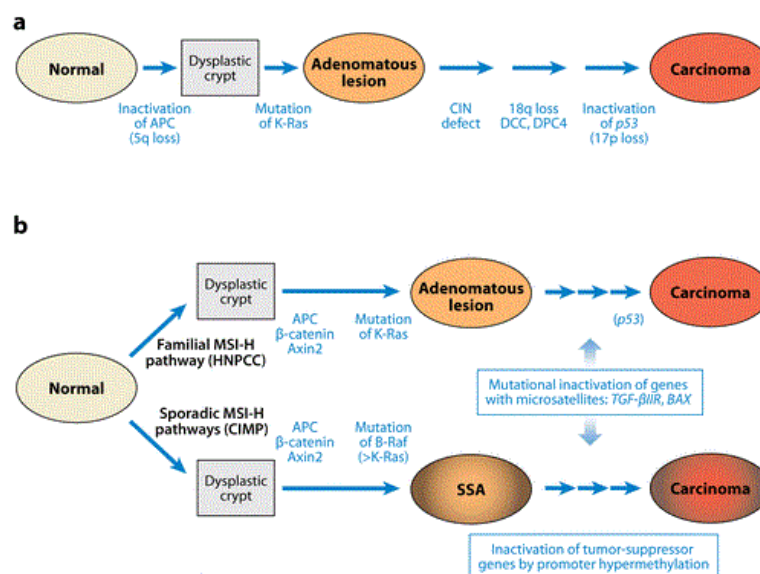 a
Normal
Dysplastic
crypt
Adenomatous
lesion
Carcinoma
Inactivation
of APC
(5q loss)
Mutation
of K-Ras
CIN
defect
18q loss
DCC, DPC4
Inactivation
of p53
(17p loss)
b
Dysplastic
crypt
Adenomatous
lesion
Carcinoma
APC
β-catenin
Axin2
Mutation
of K-Ras
(p53)
Familial MSI-H
pathway (HNPCC)
Normal
Mutational inactivation of genes
with microsatellites: TGF-βIIR, BAX
Sporadic MSI-H
pathways (CIMP)
APC
β-catenin
Axin2
Mutation
of B-Raf
(>K-Ras)
Dysplastic
crypt
SSA
Carcinoma
Inactivation of tumor-suppressor
genes by promoter hypermethylation